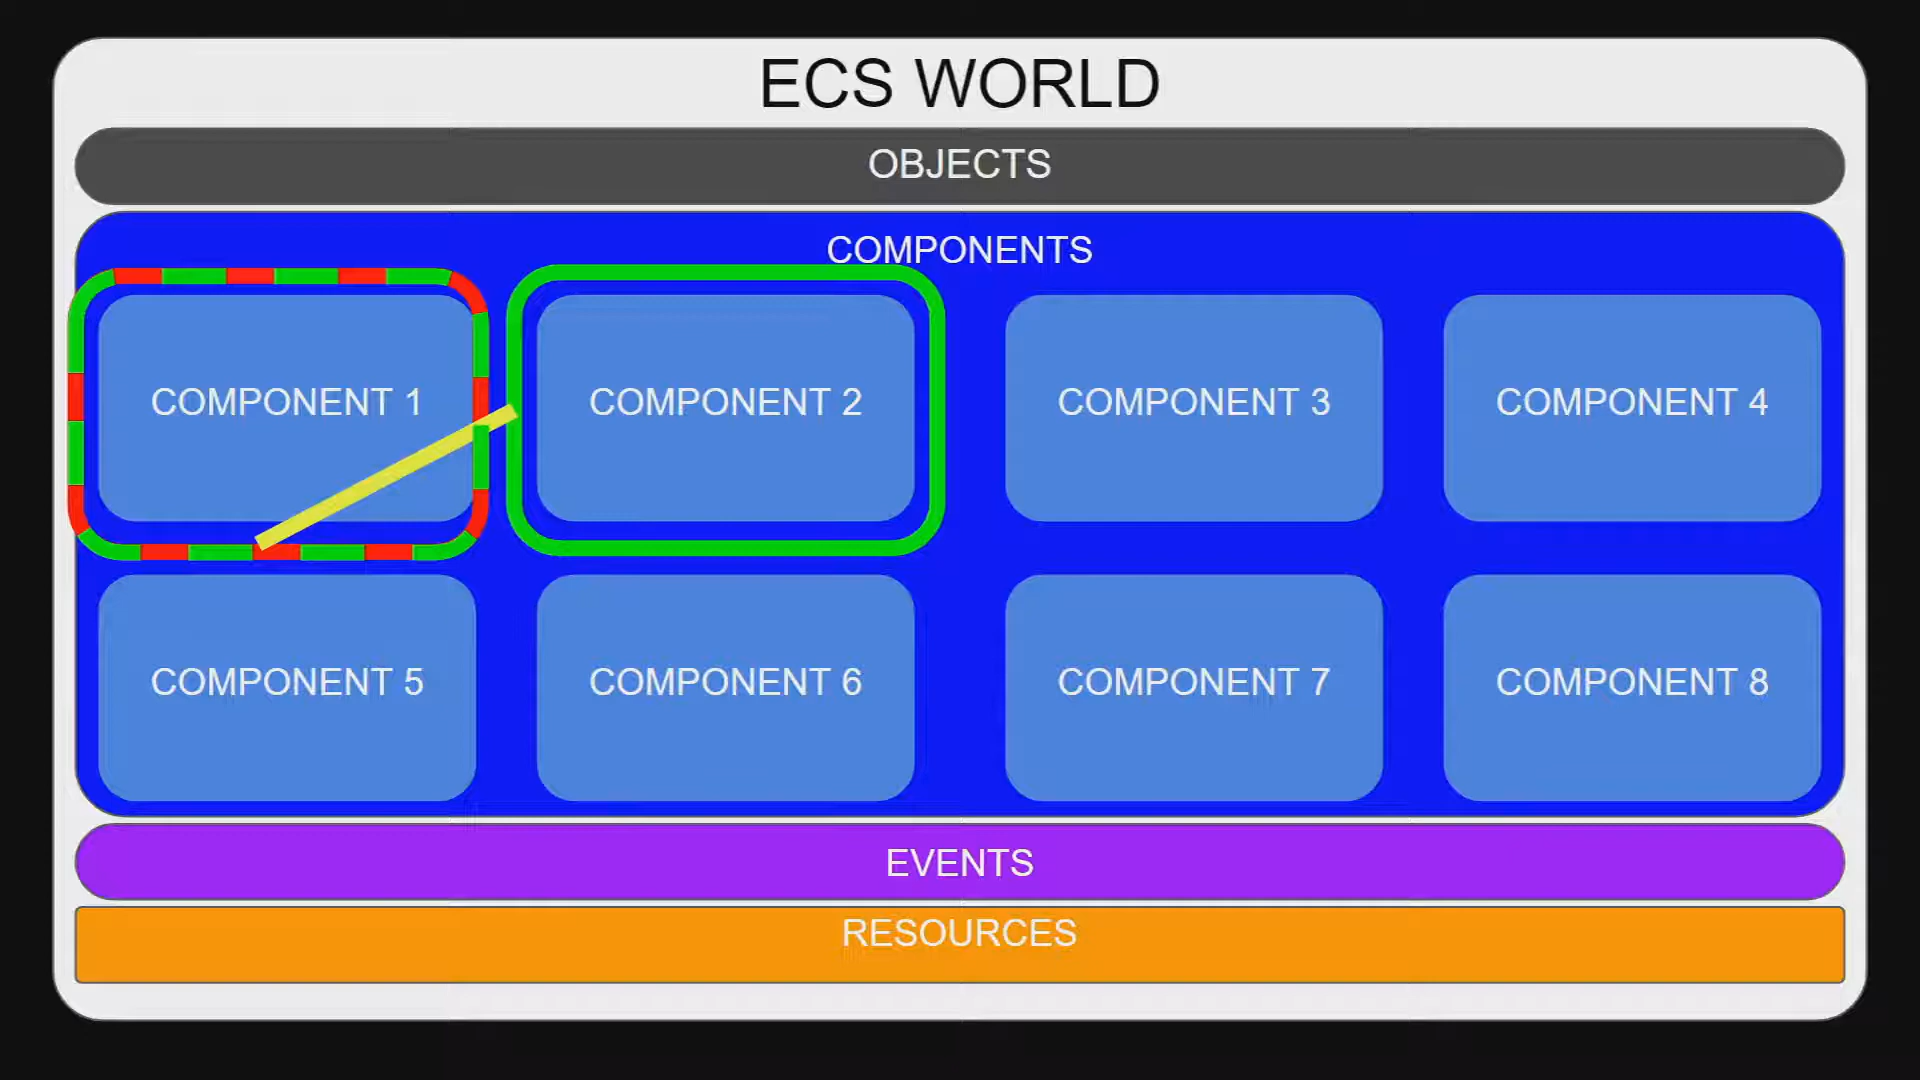 ECS WORLD
OBJECTS
COMPONENTS
COMPONENT 1
COMPONENT 2
COMPONENT 3
COMPONENT 4
COMPONENT 5
COMPONENT 6
COMPONENT 7
COMPONENT 8
EVENTS
RESOURCES